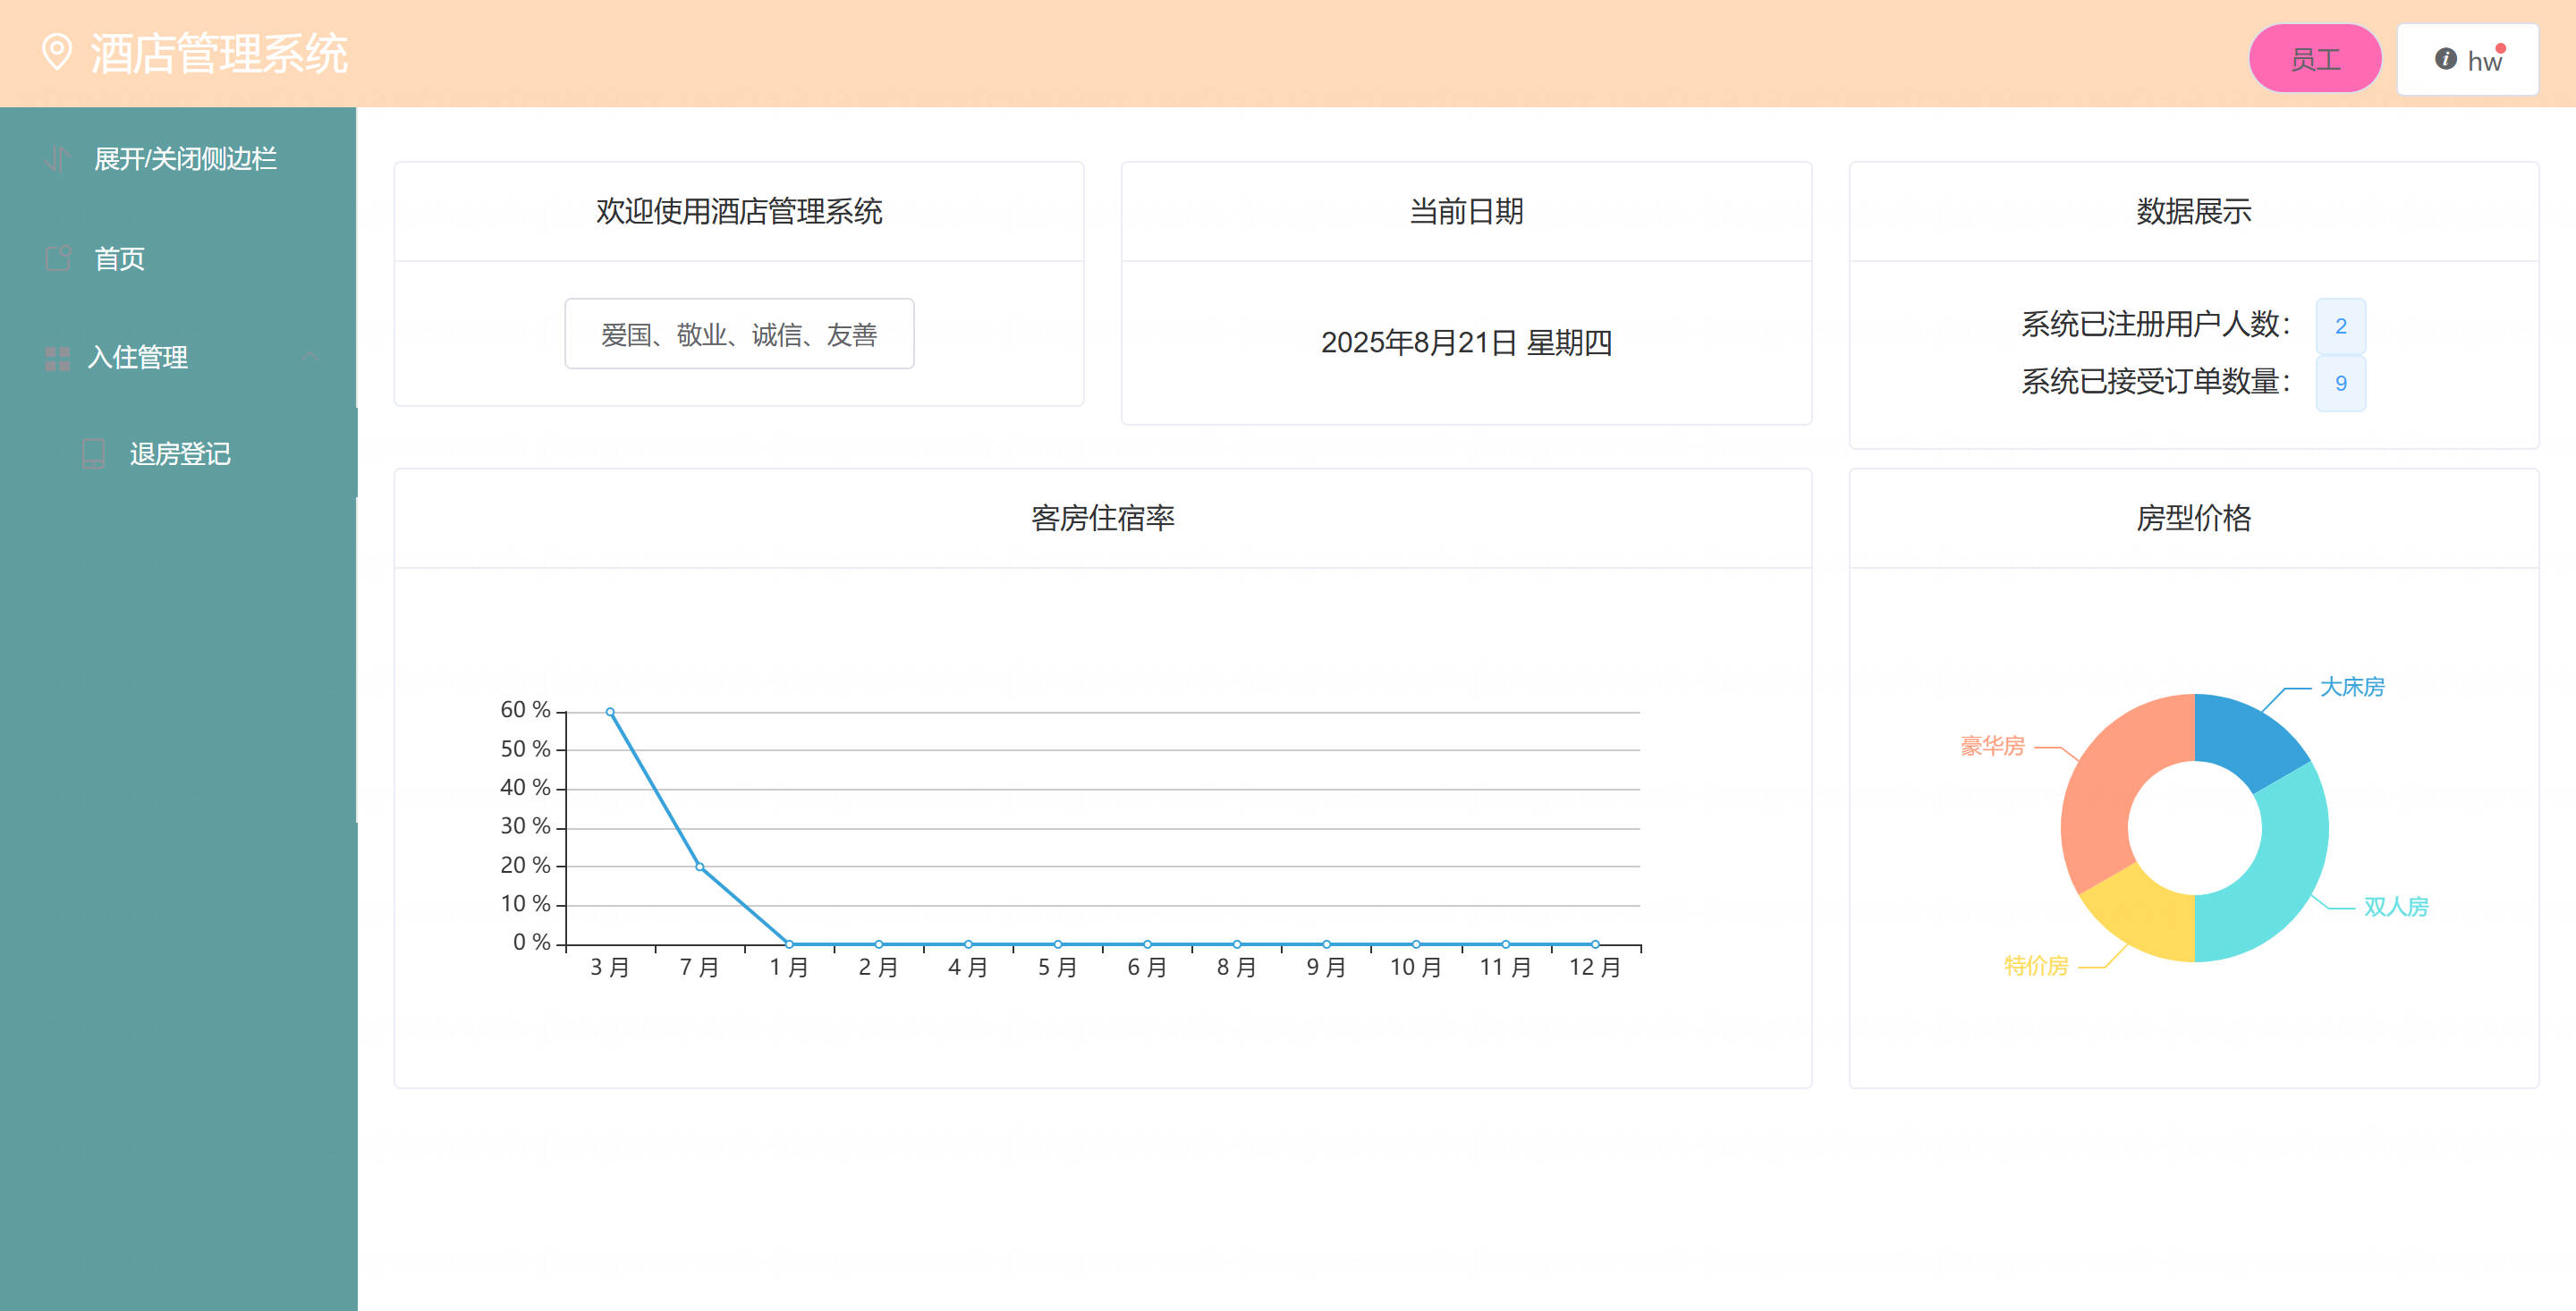 酒店管理系统
员工
hw
展开/关闭侧边栏
首页
入住管理
退房登记
欢迎使用酒店管理系统
爱国、敬业、诚信、友善
当前日期
2025年8月21日 星期四
数据展示
系统已注册用户人数： 2
系统已接受订单数量： 9
客房住宿率
60 %
50 %
40 %
30 %
20 %
10 %
0 %
3 月 7 月 1 月 2 月 4 月 5 月 6 月 8 月 9 月 10 月 11 月 12 月
房型价格
大床房
豪华房
双人房
特价房